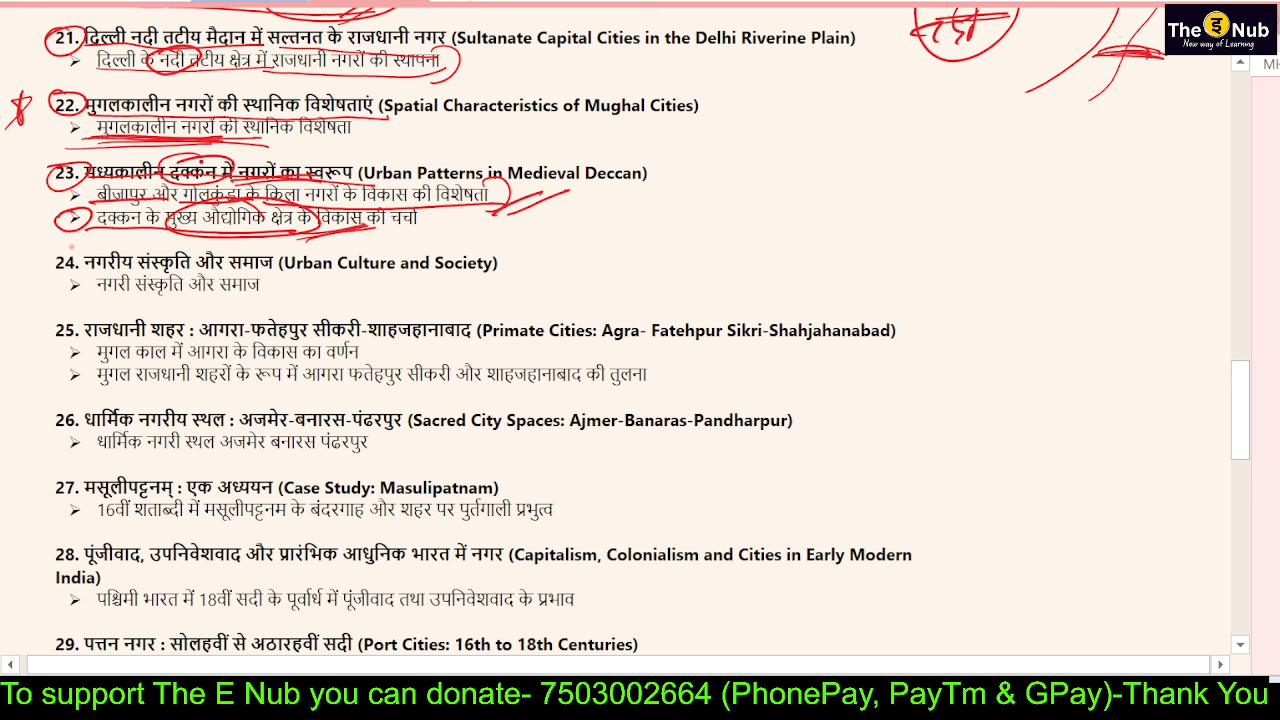 The इ Nub
Now way of Learning
MH
21. दिल्ली नदी तटीय मैदान में सल्तनत के राजधानी नगर (Sultanate Capital Cities in the Delhi Riverine Plain)
➢ दिल्ली के नदी तटीय क्षेत्र में राजधानी नगरों की स्थापना
22. मुगलकालीन नगरों की स्थानिक विशेषताएं (Spatial Characteristics of Mughal Cities)
➢ मुगलकालीन नगरों की स्थानिक विशेषता
23. मध्यकालीन दक्कन में नगरों का स्वरूप (Urban Patterns in Medieval Deccan)
➢ बीजापुर और गोलकुंडा के किला नगरों के विकास की विशेषता
➢ दक्कन के मुख्य औद्योगिक क्षेत्र के विकास की चर्चा
24. नगरीय संस्कृति और समाज (Urban Culture and Society)
➢ नगरी संस्कृति और समाज
25. राजधानी शहर : आगरा-फतेहपुर सीकरी-शाहजहानाबाद (Primate Cities: Agra- Fatehpur Sikri-Shahjahanabad)
➢ मुगल काल में आगरा के विकास का वर्णन
➢ मुगल राजधानी शहरों के रूप में आगरा फतेहपुर सीकरी और शाहजहानाबाद की तुलना
26. धार्मिक नगरीय स्थल : अजमेर-बनारस-पंढरपुर (Sacred City Spaces: Ajmer-Banaras-Pandharpur)
➢ धार्मिक नगरी स्थल अजमेर बनारस पंढरपुर
27. मसूलीपट्टनम् : एक अध्ययन (Case Study: Masulipatnam)
➢ 16वीं शताब्दी में मसूलीपट्टनम के बंदरगाह और शहर पर पुर्तगाली प्रभुत्व
28. पूंजीवाद, उपनिवेशवाद और प्रारंभिक आधुनिक भारत में नगर (Capitalism, Colonialism and Cities in Early Modern
India)
➢ पश्चिमी भारत में 18वीं सदी के पूर्वार्ध में पूंजीवाद तथा उपनिवेशवाद के प्रभाव
29. पत्तन नगर : सोलहवीं से अठारहवीं सदी (Port Cities: 16th to 18th Centuries)
To support The E Nub you can donate- 7503002664 (PhonePay, PayTm & GPay)-Thank You